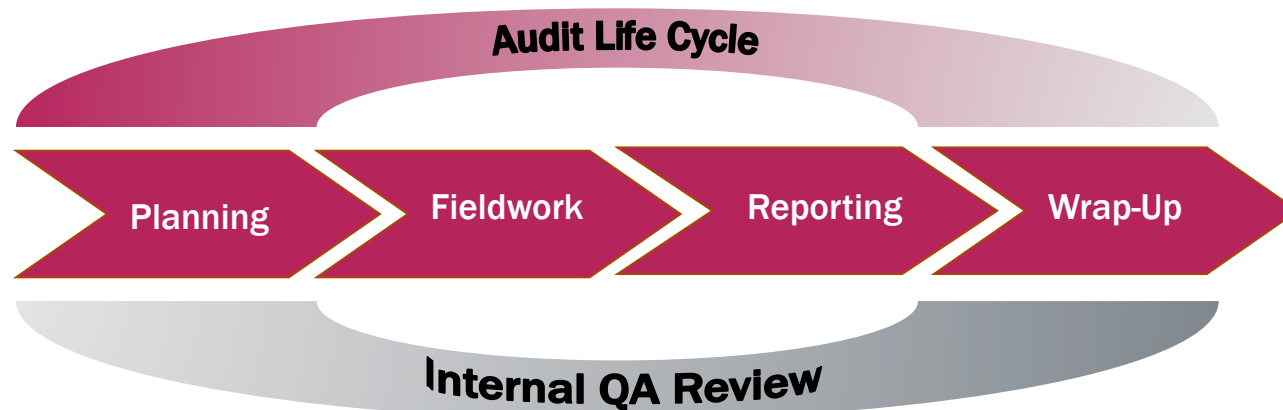 Audit Life Cycle
Planning
Fieldwork
Reporting
Wrap-Up
Internal QA Review